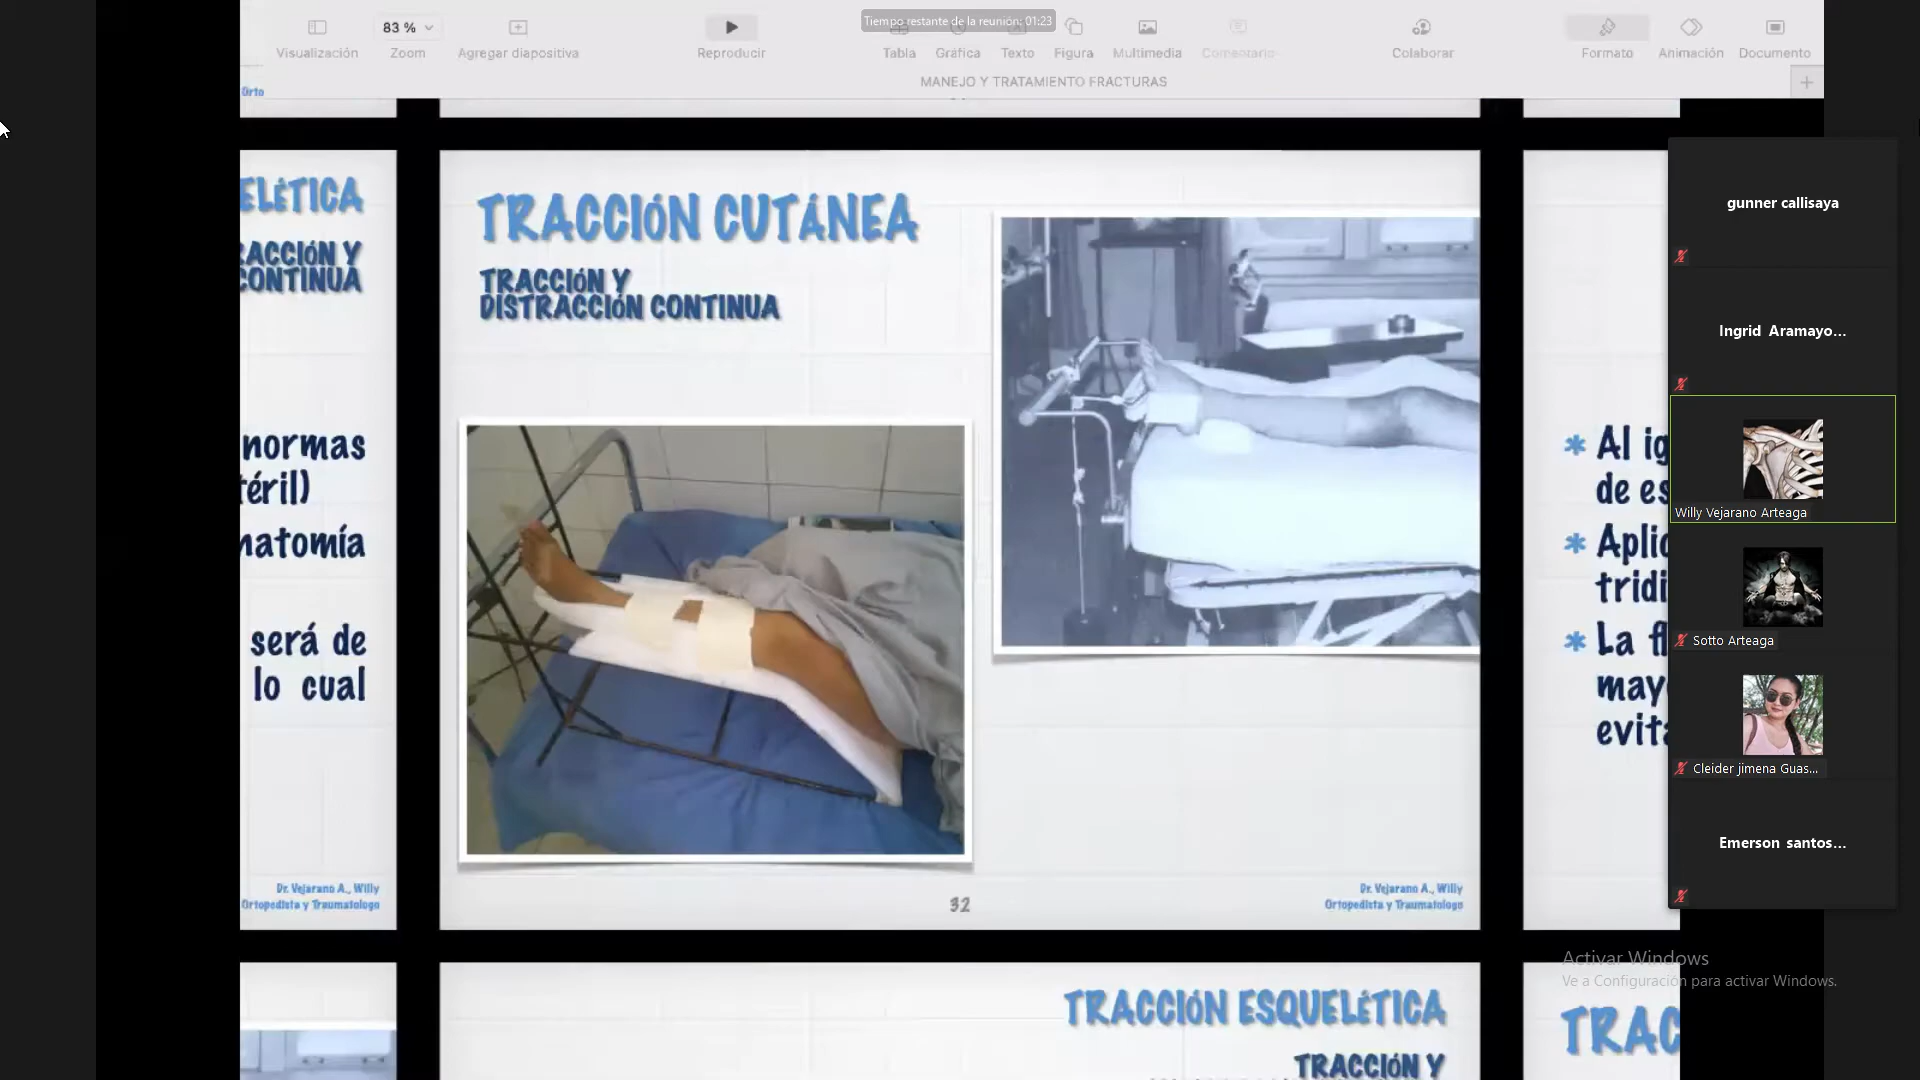 Tiempo restante de la reunión: 01:23
83 %
Visualización
Zoom
Agregar diapositiva
Reproducir
Tabla
Gráfica
Texto
Figura
Multimedia
Comentario
Colaborar
Formato
Animación
Documento
MANEJO Y TRATAMIENTO FRACTURAS
Orto
ELÉTICA
RACCIÓN Y
CONTINUA
normas
téril)
natomía
será de
lo cual
Dr. Vejarano A., Willy
Ortopedista y Traumatologo
TRACCIÓN CUTÁNEA
TRACCIÓN Y
DISTRACCIÓN CONTINUA
32
Dr. Vejarano A., Willy
Ortopedista y Traumatologo
* Al ig
de es
* Aplic
tridi
* La fl
mayo
evita
gunner callisaya
Ingrid Aramayo...
Willy Vejarano Arteaga
Sotto Arteaga
Cleider jimena Guas...
Emerson santos...
Activar Windows
Ve a Configuración para activar Windows.
TRACCIÓN ESQUELÉTICA
TRACCIÓN Y
TRAC